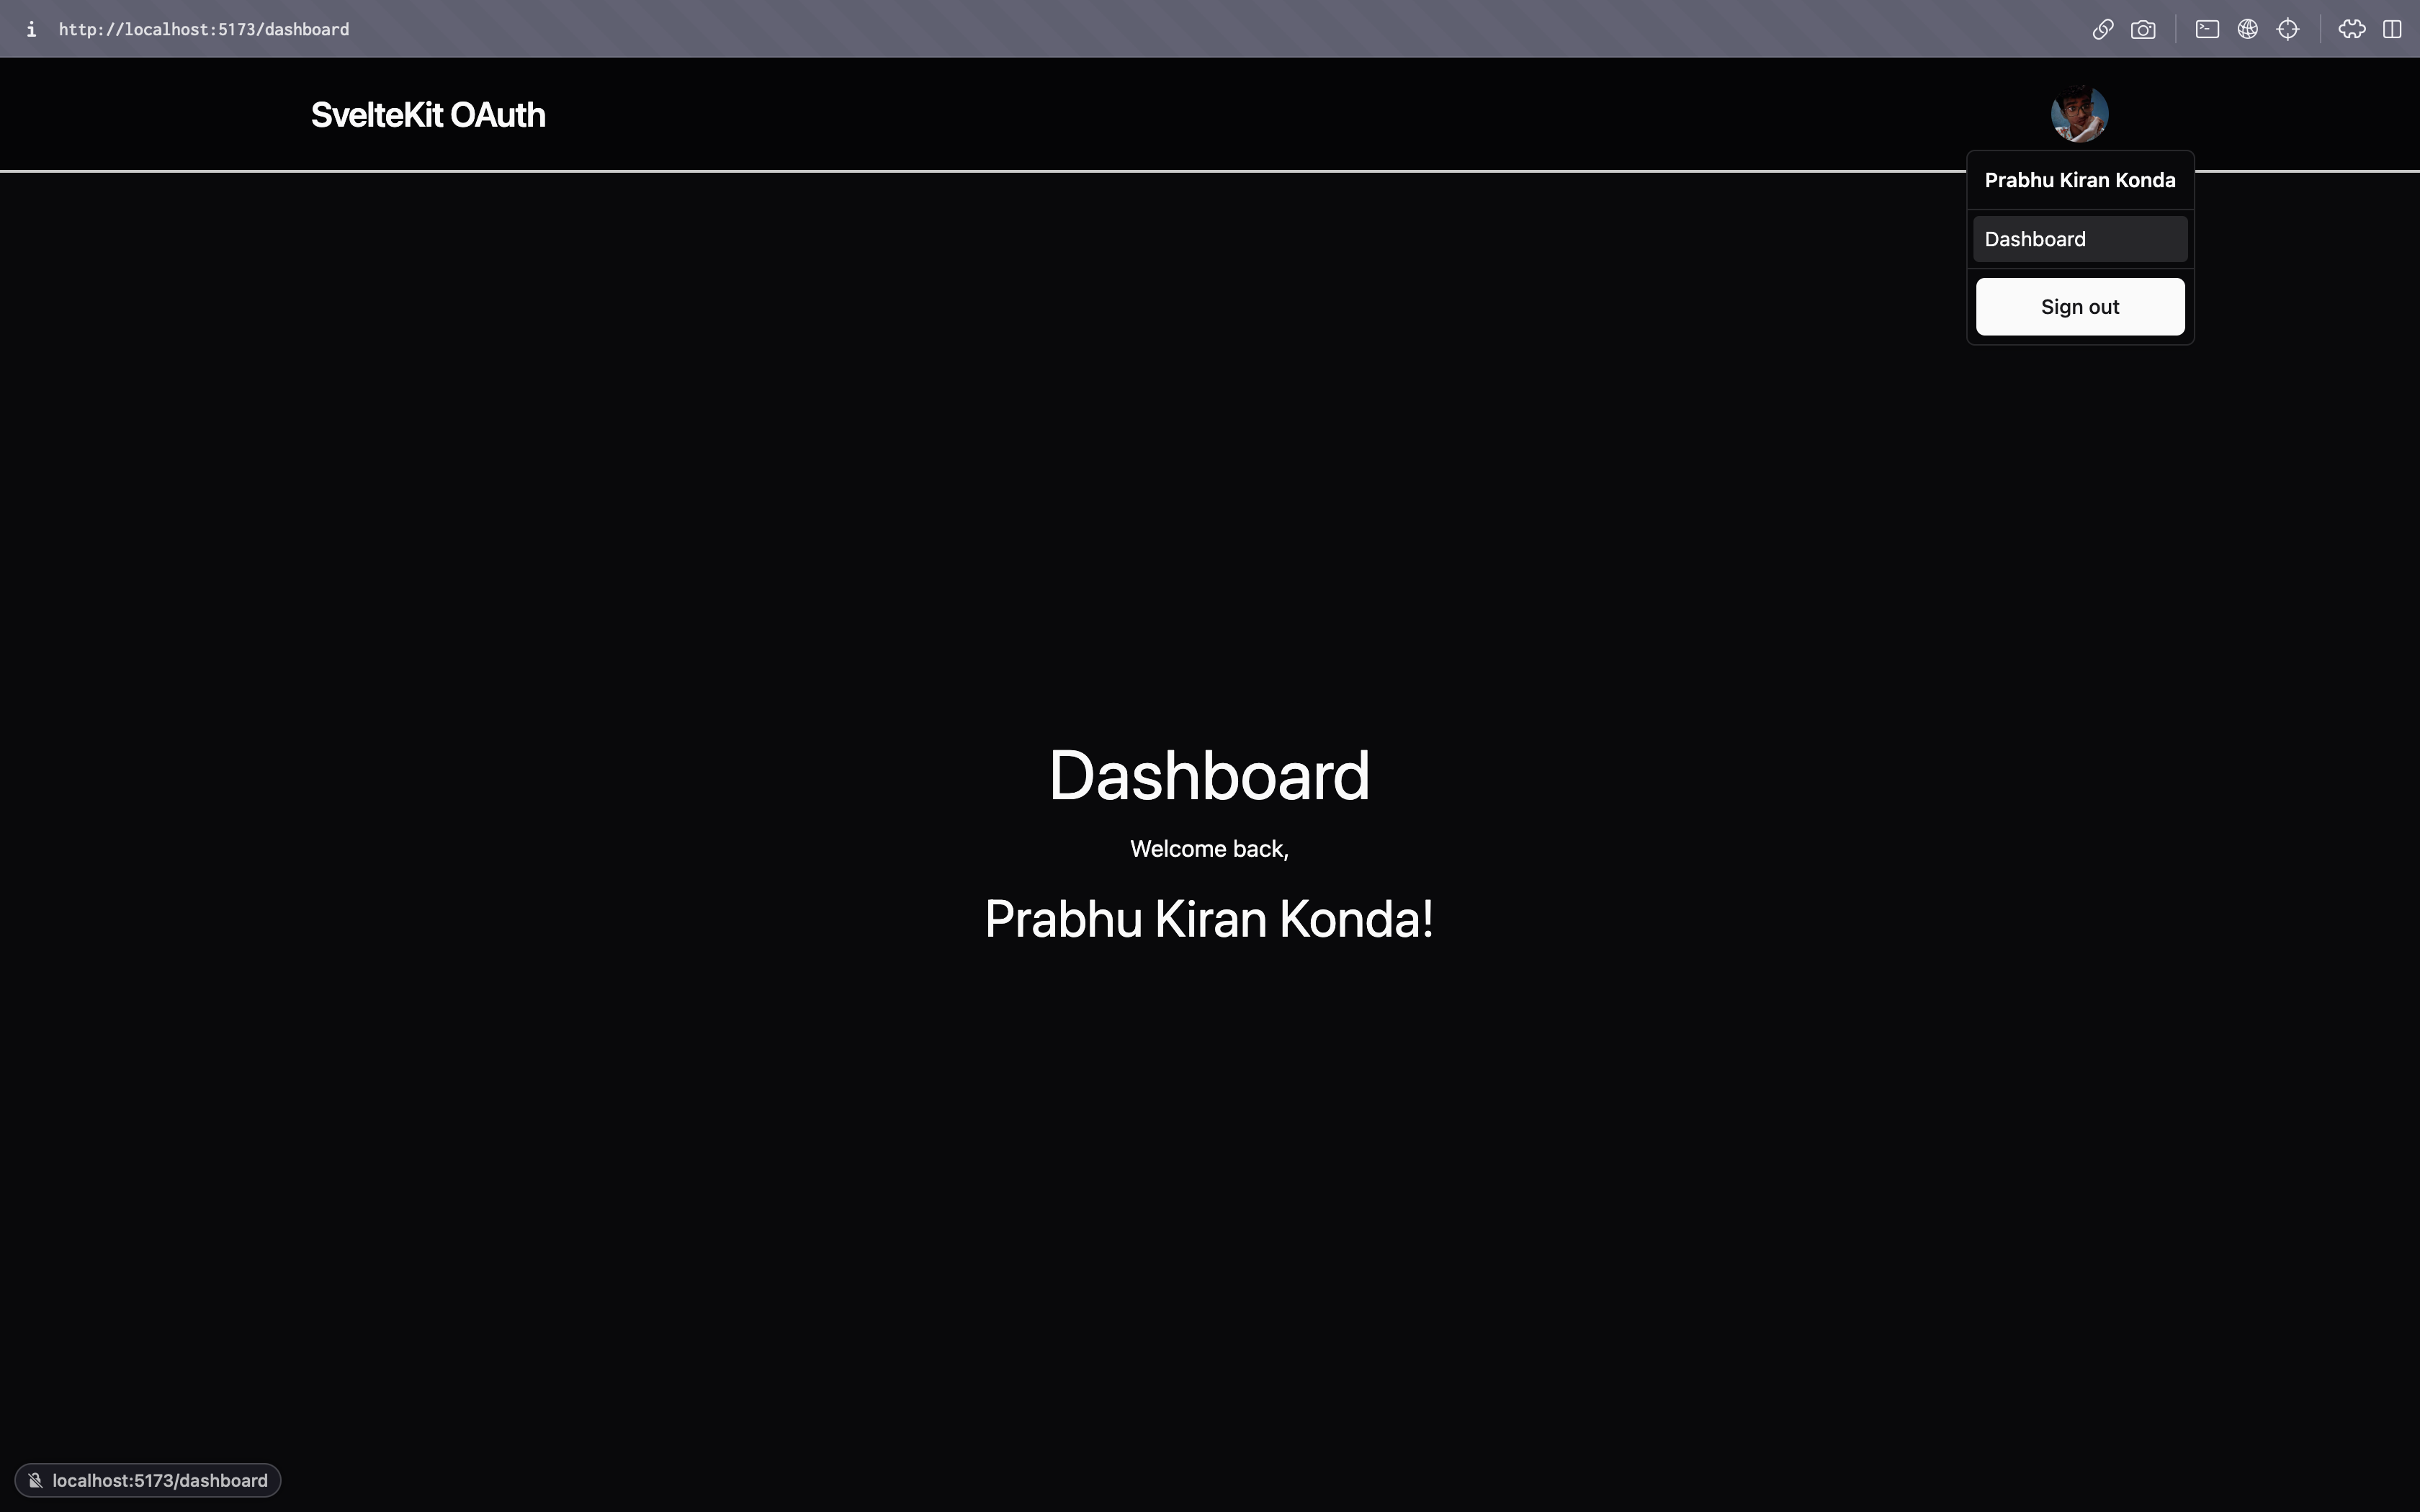 http://localhost:5173/dashboard
SvelteKit OAuth
Prabhu Kiran Konda
Dashboard
Sign out
Dashboard
Welcome back,
Prabhu Kiran Konda!
localhost:5173/dashboard